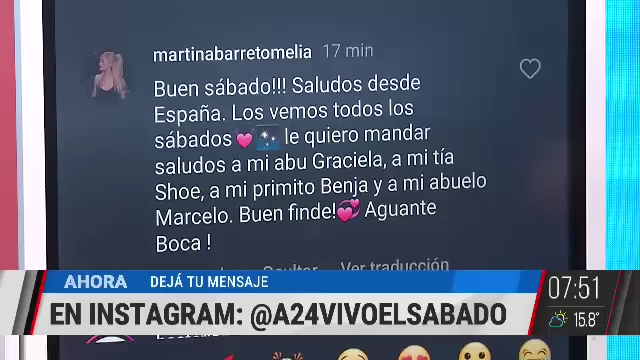 martinabarretomelia 17 min
Buen sábado!!! Saludos desde
España. Los vemos todos los
sábados💓🎆 le quiero mandar
saludos a mi abu Graciela, a mi tía
Shoe, a mi primito Benja y a mi abuelo
Marcelo. Buen finde!💞 Aguante
Boca !
Ocultar Ver traducción
AHORA DEJÁ TU MENSAJE
EN INSTAGRAM: @A24VIVOELSABADO
07:51
15.8°